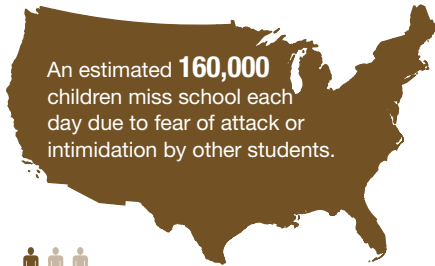 An estimated 160,000
children miss school each
day due to fear of attack or
intimidation by other students.